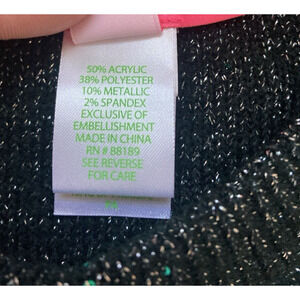 50% ACRYLIC
38% POLYESTER
10% METALLIC
2% SPANDEX
EXCLUSIVE OF
EMBELLISHMENT
MADE IN CHINA
RN # 88189
SEE REVERSE
FOR CARE